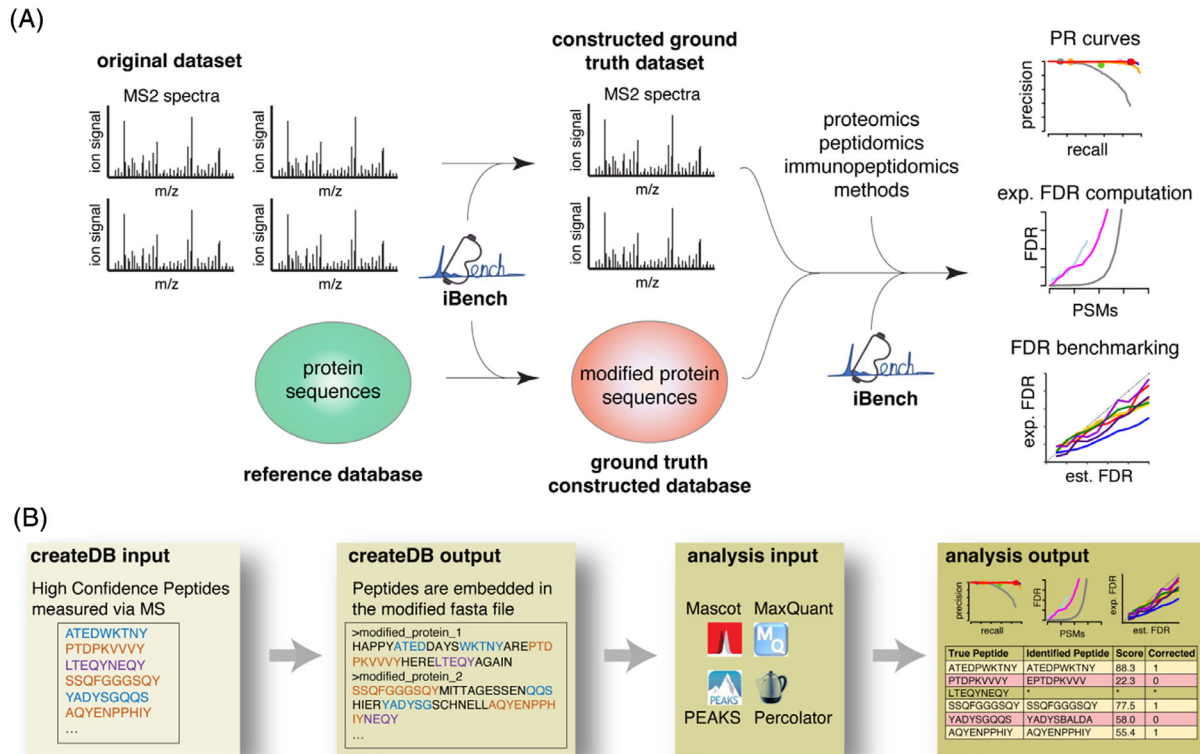 (A)
original dataset
MS2 spectra
ion signal
m/z
ion signal
m/z
ion signal
m/z
ion signal
m/z
Bench
iBench
protein
sequences
reference database
constructed ground
truth dataset
MS2 spectra
ion signal
m/z
ion signal
m/z
modified protein
sequences
ground truth
constructed database
proteomics
peptidomics
immunopeptidomics
methods
Bench
iBench
PR curves
precision
recall
exp. FDR computation
FDR
PSMs
FDR benchmarking
exp. FDR
est. FDR
(B)
createDB input
High Confidence Peptides
measured via MS
ATEDWKTNY
PTDPKVVVY
LTEQYNEQY
SSQFGGGSQY
YADYSGQQS
AQYENPPHIY
...
createDB output
Peptides are embedded in
the modified fasta file
>modified_protein_1
HAPPYATEDDAYSWKTNYAREPTD
PKVVVYHERELTEQYAGAIN
>modified_protein_2
SSQFGGGSQYMITTAGESSENQQS
HIERYADYSGSCHNELLAQYENPPH
IYNEQY
...
analysis input
Mascot
MaxQuant
MQ
PEAKS
PEAKS
Percolator
analysis output
precision
recall
FDR
PSMs
exp. FDR
est. FDR
True Peptide Identified Peptide Score Corrected
ATEDPWKTNY ATEDPWKTNY 88.3 1
PTDPKVVVY EPTDPKVVV 22.3 0
LTEQYNEQY * * *
SSQFGGGSQY SSQFGGGSQY 77.5 1
YADYSGQQS YADYSBALDA 58.0 0
AQYENPPHIY AQYENPPHIY 55.4 1